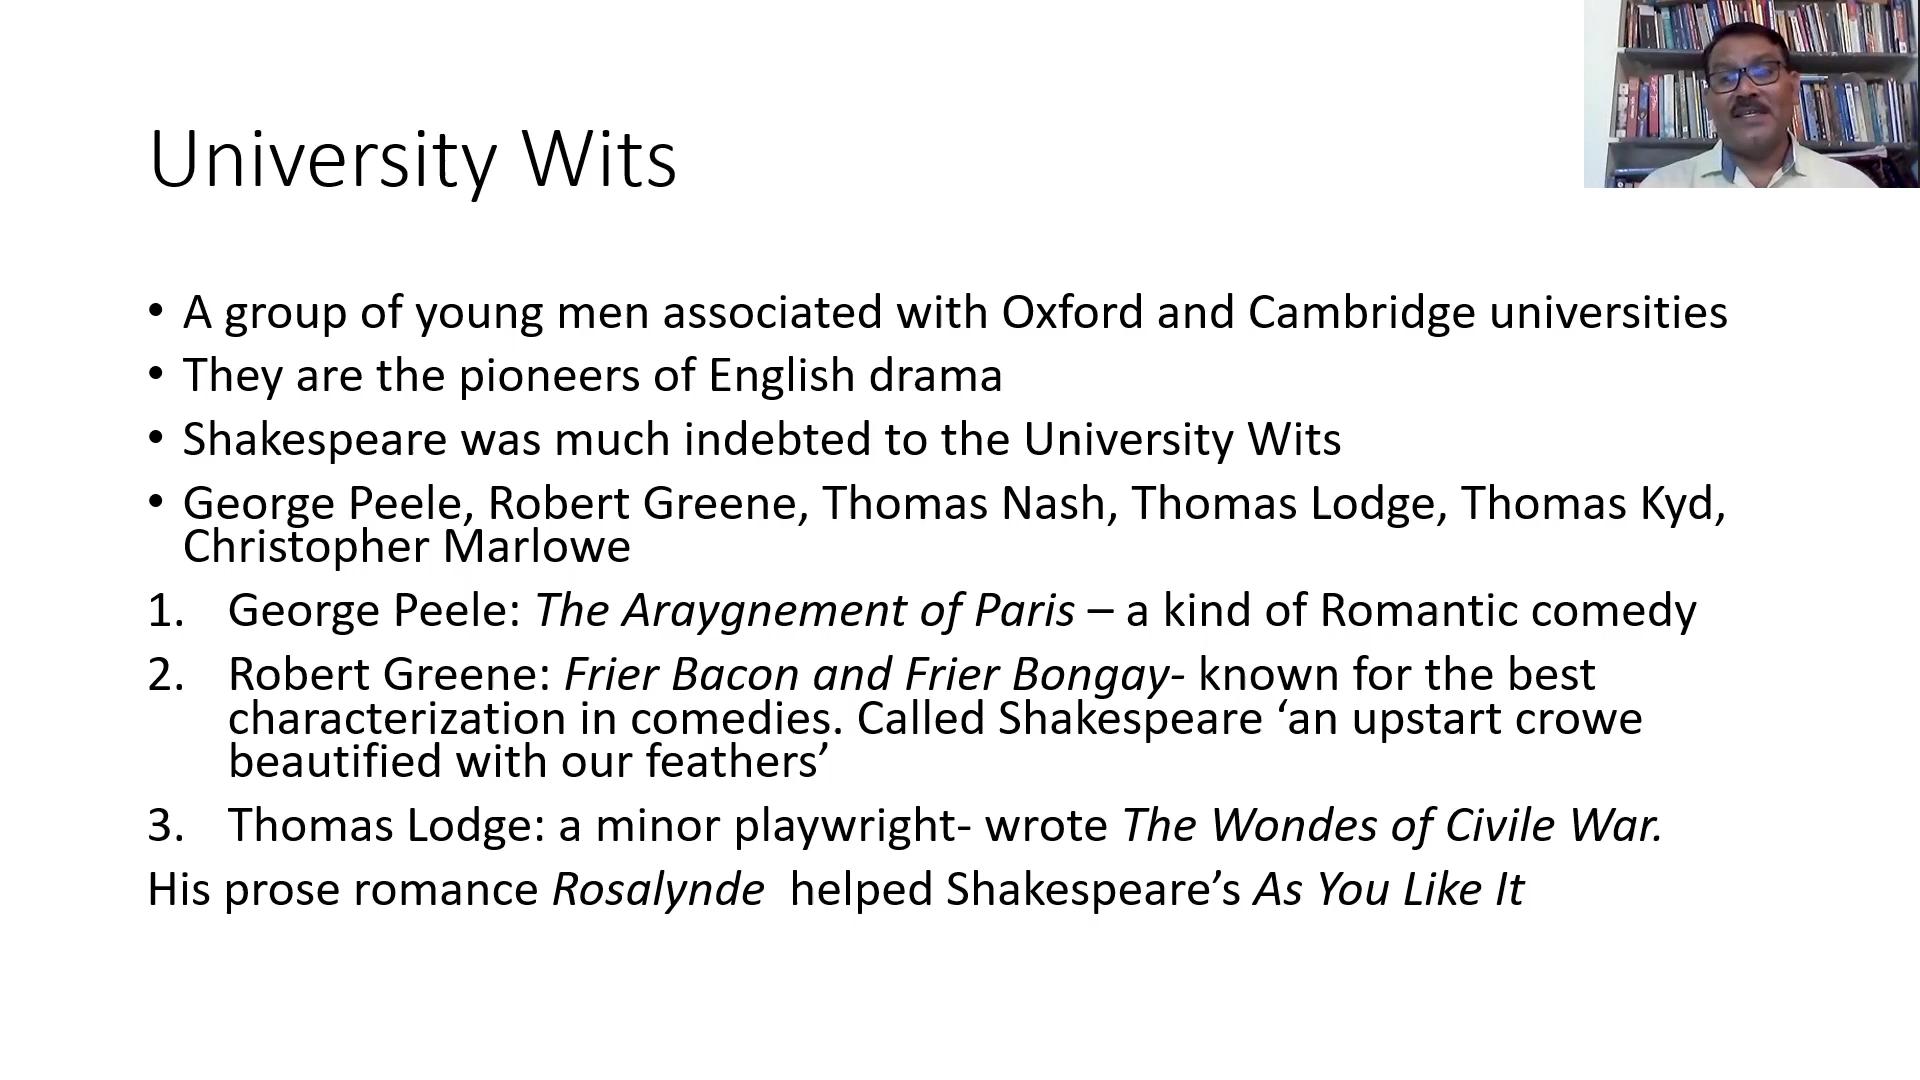 University Wits
• A group of young men associated with Oxford and Cambridge universities
• They are the pioneers of English drama
• Shakespeare was much indebted to the University Wits
• George Peele, Robert Greene, Thomas Nash, Thomas Lodge, Thomas Kyd,
Christopher Marlowe
1. George Peele: The Araygnement of Paris – a kind of Romantic comedy
2. Robert Greene: Frier Bacon and Frier Bongay- known for the best
characterization in comedies. Called Shakespeare ‘an upstart crowe
beautified with our feathers’
3. Thomas Lodge: a minor playwright- wrote The Wondes of Civile War.
His prose romance Rosalynde helped Shakespeare’s As You Like It